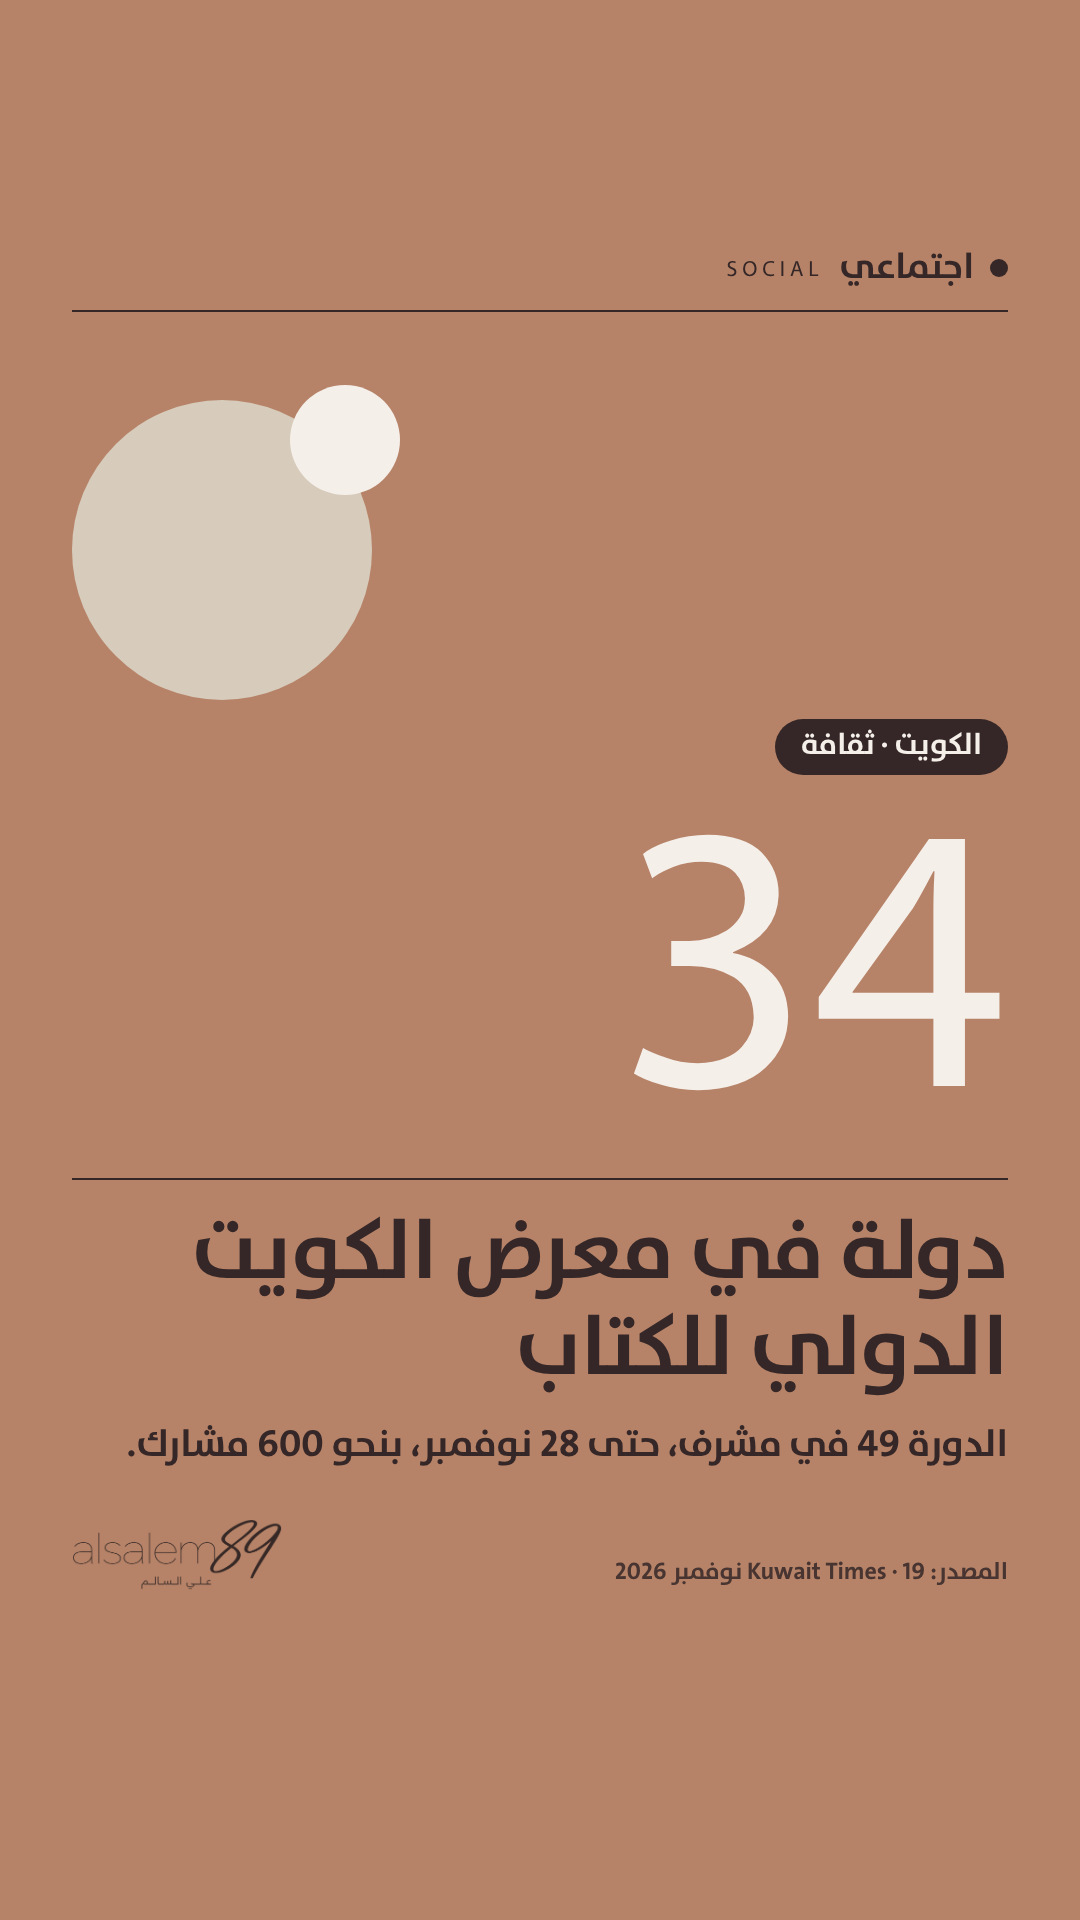 اجتماعي SOCIAL
الكويت · ثقافة
34
دولة في معرض الكويت
الدولي للكتاب
الدورة 49 في مشرف، حتى 28 نوفمبر، بنحو 600 مشارك.
المصدر: Kuwait Times · 19 نوفمبر 2026
alsalem89
علي السالم